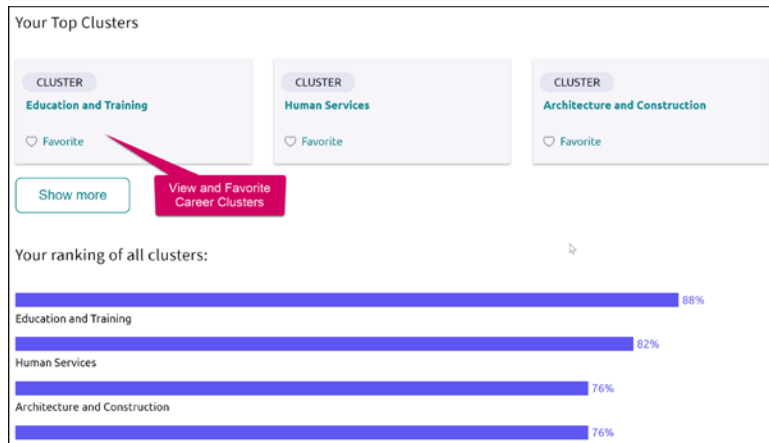 Your Top Clusters
CLUSTER
Education and Training
Favorite
CLUSTER
Human Services
Favorite
CLUSTER
Architecture and Construction
Favorite
Show more
View and Favorite
Career Clusters
Your ranking of all clusters:
88%
Education and Training
82%
Human Services
76%
Architecture and Construction
76%